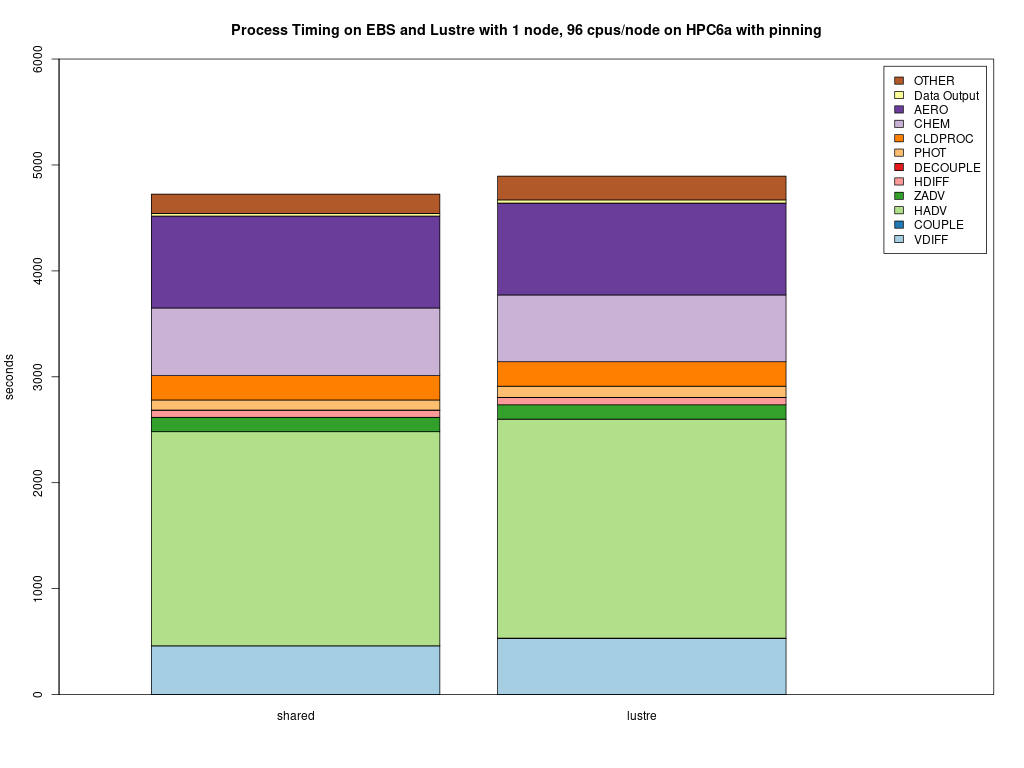 Process Timing on EBS and Lustre with 1 node, 96 cpus/node on HPC6a with pinning
6000
5000
4000
3000
2000
1000
0
seconds
OTHER
Data Output
AERO
CHEM
CLDPROC
PHOT
DECOUPLE
HDIFF
ZADV
HADV
COUPLE
VDIFF
shared
lustre